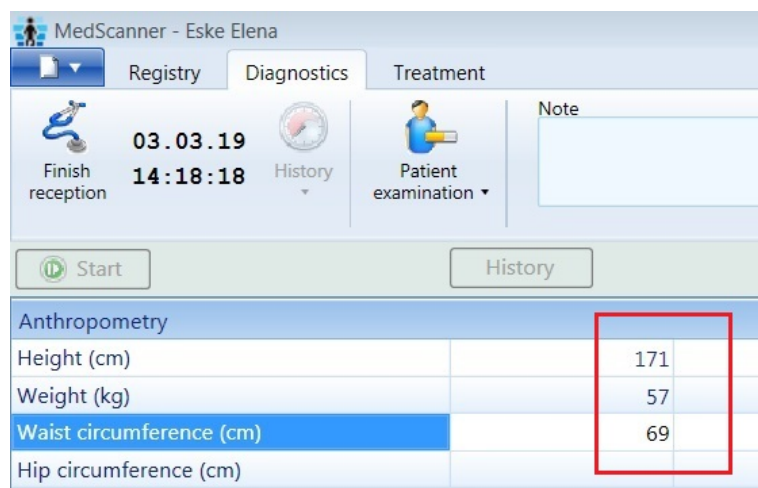 MedScanner - Eske Elena
Registry Diagnostics Treatment
Note
03.03.19
14:18:18
Finish
reception
History
Patient
examination
Start History
Anthropometry
Height (cm) 171
Weight (kg) 57
Waist circumference (cm) 69
Hip circumference (cm)